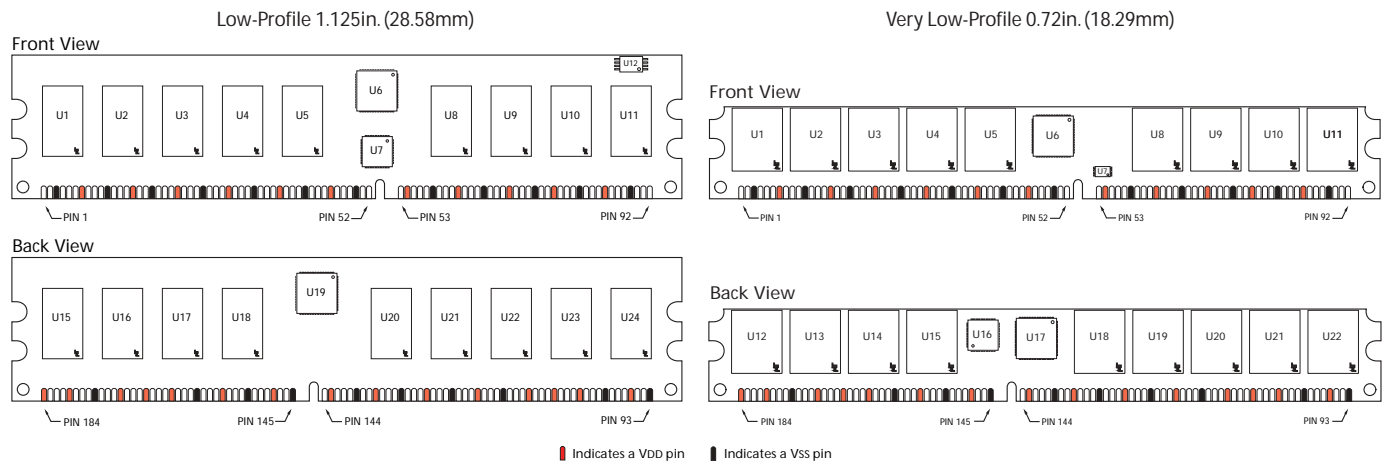 Low-Profile 1.125in. (28.58mm)
Front View
U1 U2 U3 U4 U5 U6 U7 U8 U9 U10 U11 U12
PIN 1 PIN 52 PIN 53 PIN 92
Back View
U15 U16 U17 U18 U19 U20 U21 U22 U23 U24
PIN 184 PIN 145 PIN 144 PIN 93
Very Low-Profile 0.72in. (18.29mm)
Front View
U1 U2 U3 U4 U5 U6 U7 U8 U9 U10 U11
PIN 1 PIN 52 PIN 53 PIN 92
Back View
U12 U13 U14 U15 U16 U17 U18 U19 U20 U21 U22
PIN 184 PIN 145 PIN 144 PIN 93
Indicates a VDD pin Indicates a VSS pin